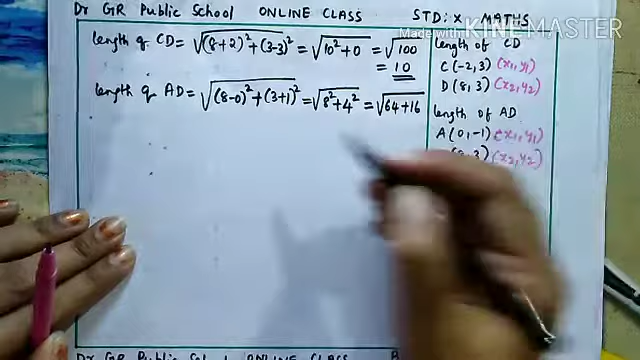 Dr GR Public School ONLINE CLASS STD: X MATHS
Made with KINEMASTER
length of CD = √(8+2)² + (3-3)² = √10² + 0 = √100
= 10
length of AD = √(8-0)² + (3+1)² = √8² + 4² = √64 + 16
length of CD
C (-2, 3) (x₁, y₁)
D (8, 3) (x₂, y₂)
length of AD
A (0, -1) (x₁, y₁)
3) (x₂, y₂)
Dr GR Public ONLINE CLASS